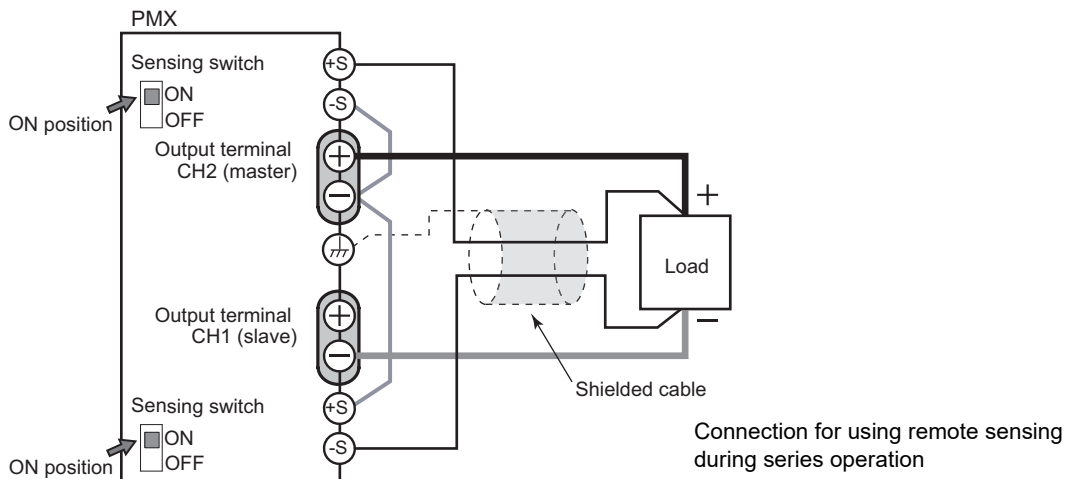 PMX
Sensing switch
ON
OFF
ON position
+S
-S
Output terminal
CH2 (master)
+
−
+
Load
−
Output terminal
CH1 (slave)
+
−
Shielded cable
Sensing switch
ON
OFF
ON position
+S
-S
Connection for using remote sensing
during series operation